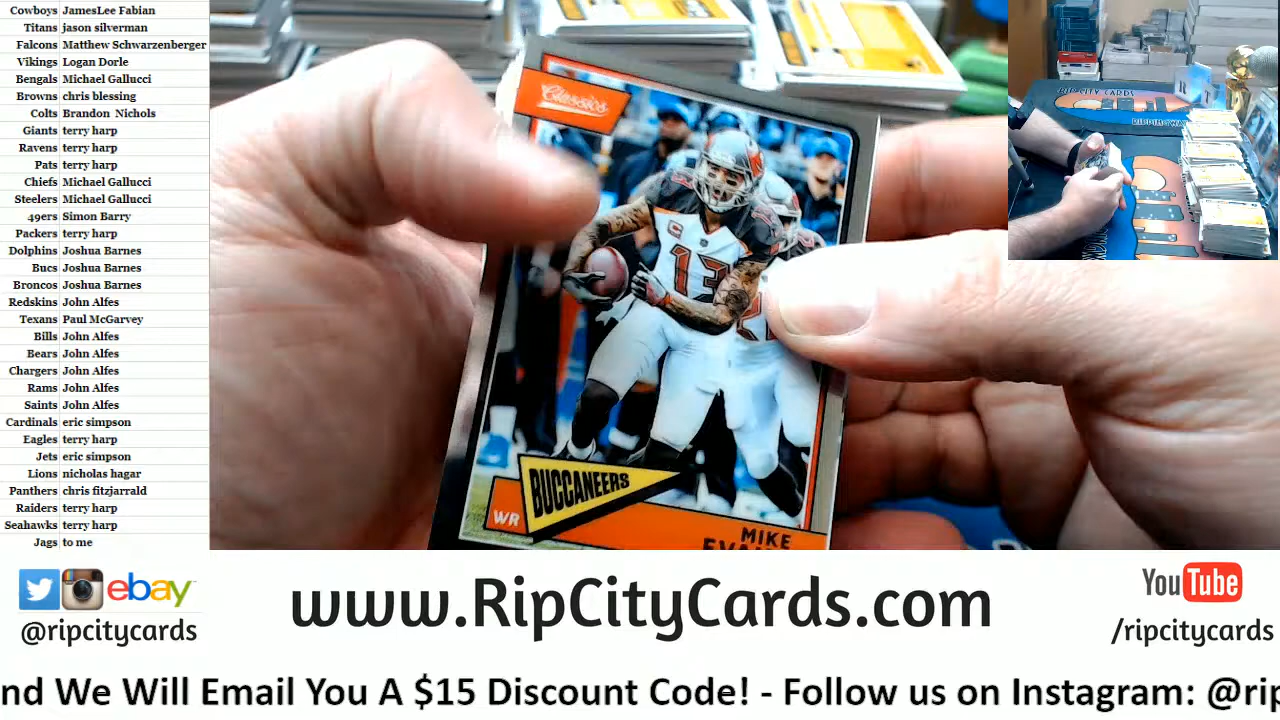 Cowboys JamesLee Fabian
Titans jason silverman
Falcons Matthew Schwarzenberger
Vikings Logan Dorle
Bengals Michael Gallucci
Browns chris blessing
Colts Brandon Nichols
Giants terry harp
Ravens terry harp
Pats terry harp
Chiefs Michael Gallucci
Steelers Michael Gallucci
49ers Simon Barry
Packers terry harp
Dolphins Joshua Barnes
Bucs Joshua Barnes
Broncos Joshua Barnes
Redskins John Alfes
Texans Paul McGarvey
Bills John Alfes
Bears John Alfes
Chargers John Alfes
Rams John Alfes
Saints John Alfes
Cardinals eric simpson
Eagles terry harp
Jets eric simpson
Lions nicholas hagar
Panthers chris fitzjarrald
Raiders terry harp
Seahawks terry harp
Jags to me
Classics
13
BUCCANEERS
WR
MIKE
RIP CITY CARDS
ebay
@ripcitycards
www.RipCityCards.com
YouTube
/ripcitycards
nd We Will Email You A $15 Discount Code! - Follow us on Instagram: @rip